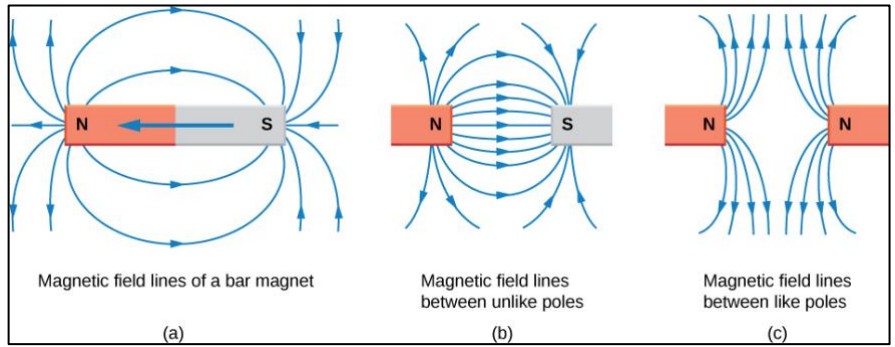 N S
N S
N N
Magnetic field lines of a bar magnet
(a)
Magnetic field lines
between unlike poles
(b)
Magnetic field lines
between like poles
(c)